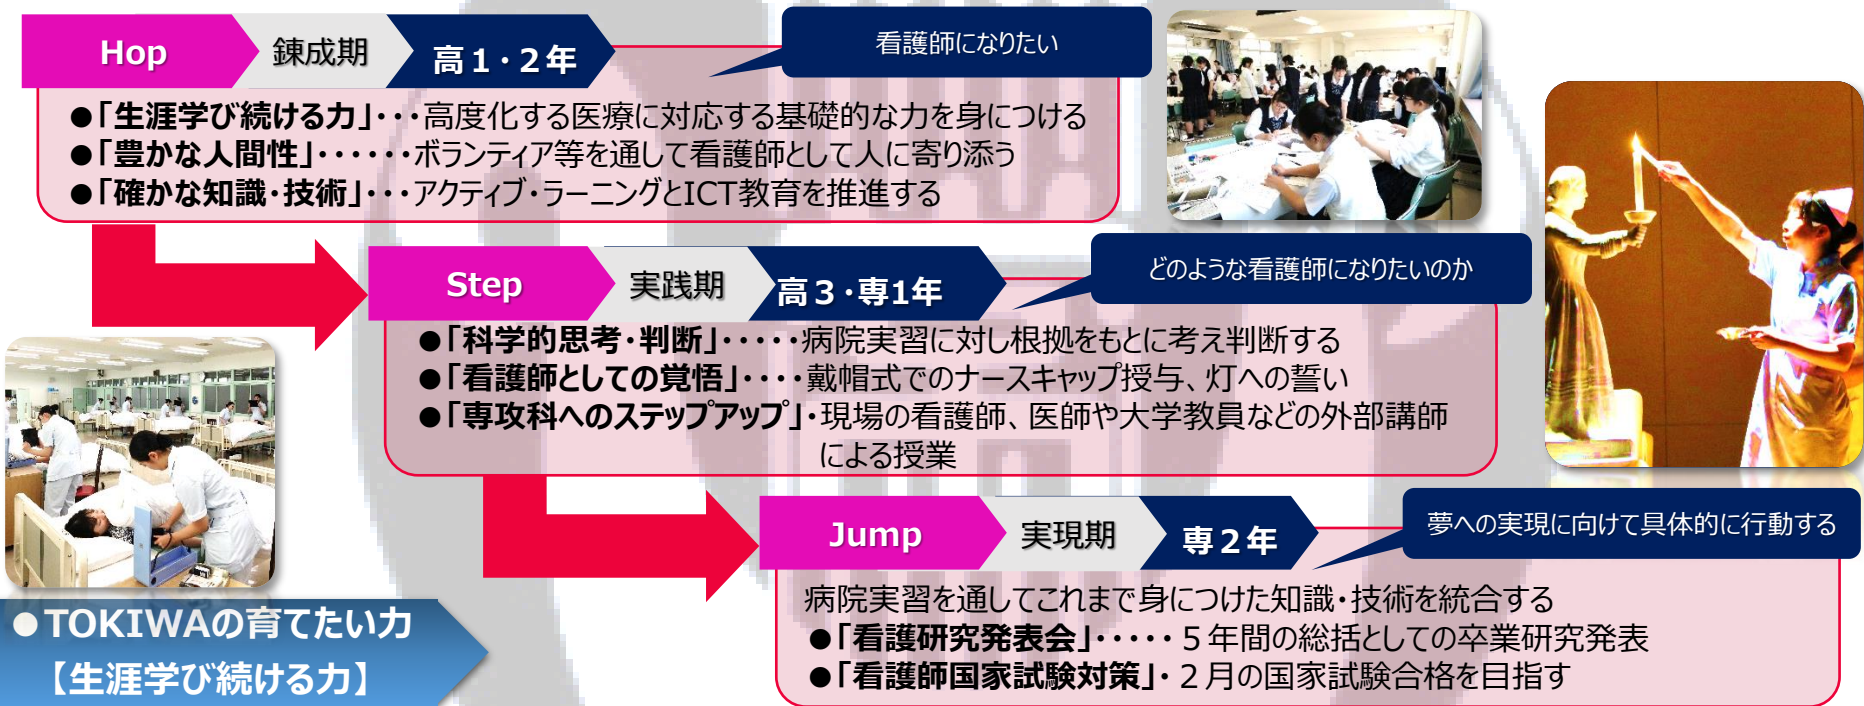 Hop 錬成期 高１・２年
看護師になりたい
●「生涯学び続ける力」・・・高度化する医療に対応する基礎的な力を身につける
●「豊かな人間性」・・・・・・ボランティア等を通して看護師として人に寄り添う
●「確かな知識・技術」・・・アクティブ・ラーニングとICT教育を推進する
Step 実践期 高３・専1年
どのような看護師になりたいのか
●「科学的思考・判断」・・・・・病院実習に対し根拠をもとに考え判断する
●「看護師としての覚悟」・・・・戴帽式でのナースキャップ授与、灯への誓い
●「専攻科へのステップアップ」・現場の看護師、医師や大学教員などの外部講師
による授業
Jump 実現期 専２年
夢への実現に向けて具体的に行動する
病院実習を通してこれまで身につけた知識・技術を統合する
●「看護研究発表会」・・・・・５年間の総括としての卒業研究発表
●「看護師国家試験対策」・２月の国家試験合格を目指す
●TOKIWAの育てたい力
【生涯学び続ける力】